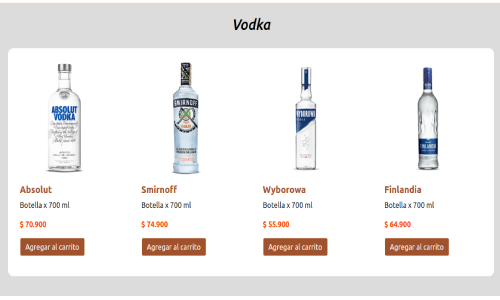 Vodka
ABSOLUT
VODKA
SMIRNOFF
WYBOROWA
FINLANDIA
Absolut
Smirnoff
Wyborowa
Finlandia
Botella x 700 ml
Botella x 700 ml
Botella x 700 ml
Botella x 700 ml
$ 70.900
$ 74.900
$ 55.900
$ 64.900
Agregar al carrito
Agregar al carrito
Agregar al carrito
Agregar al carrito